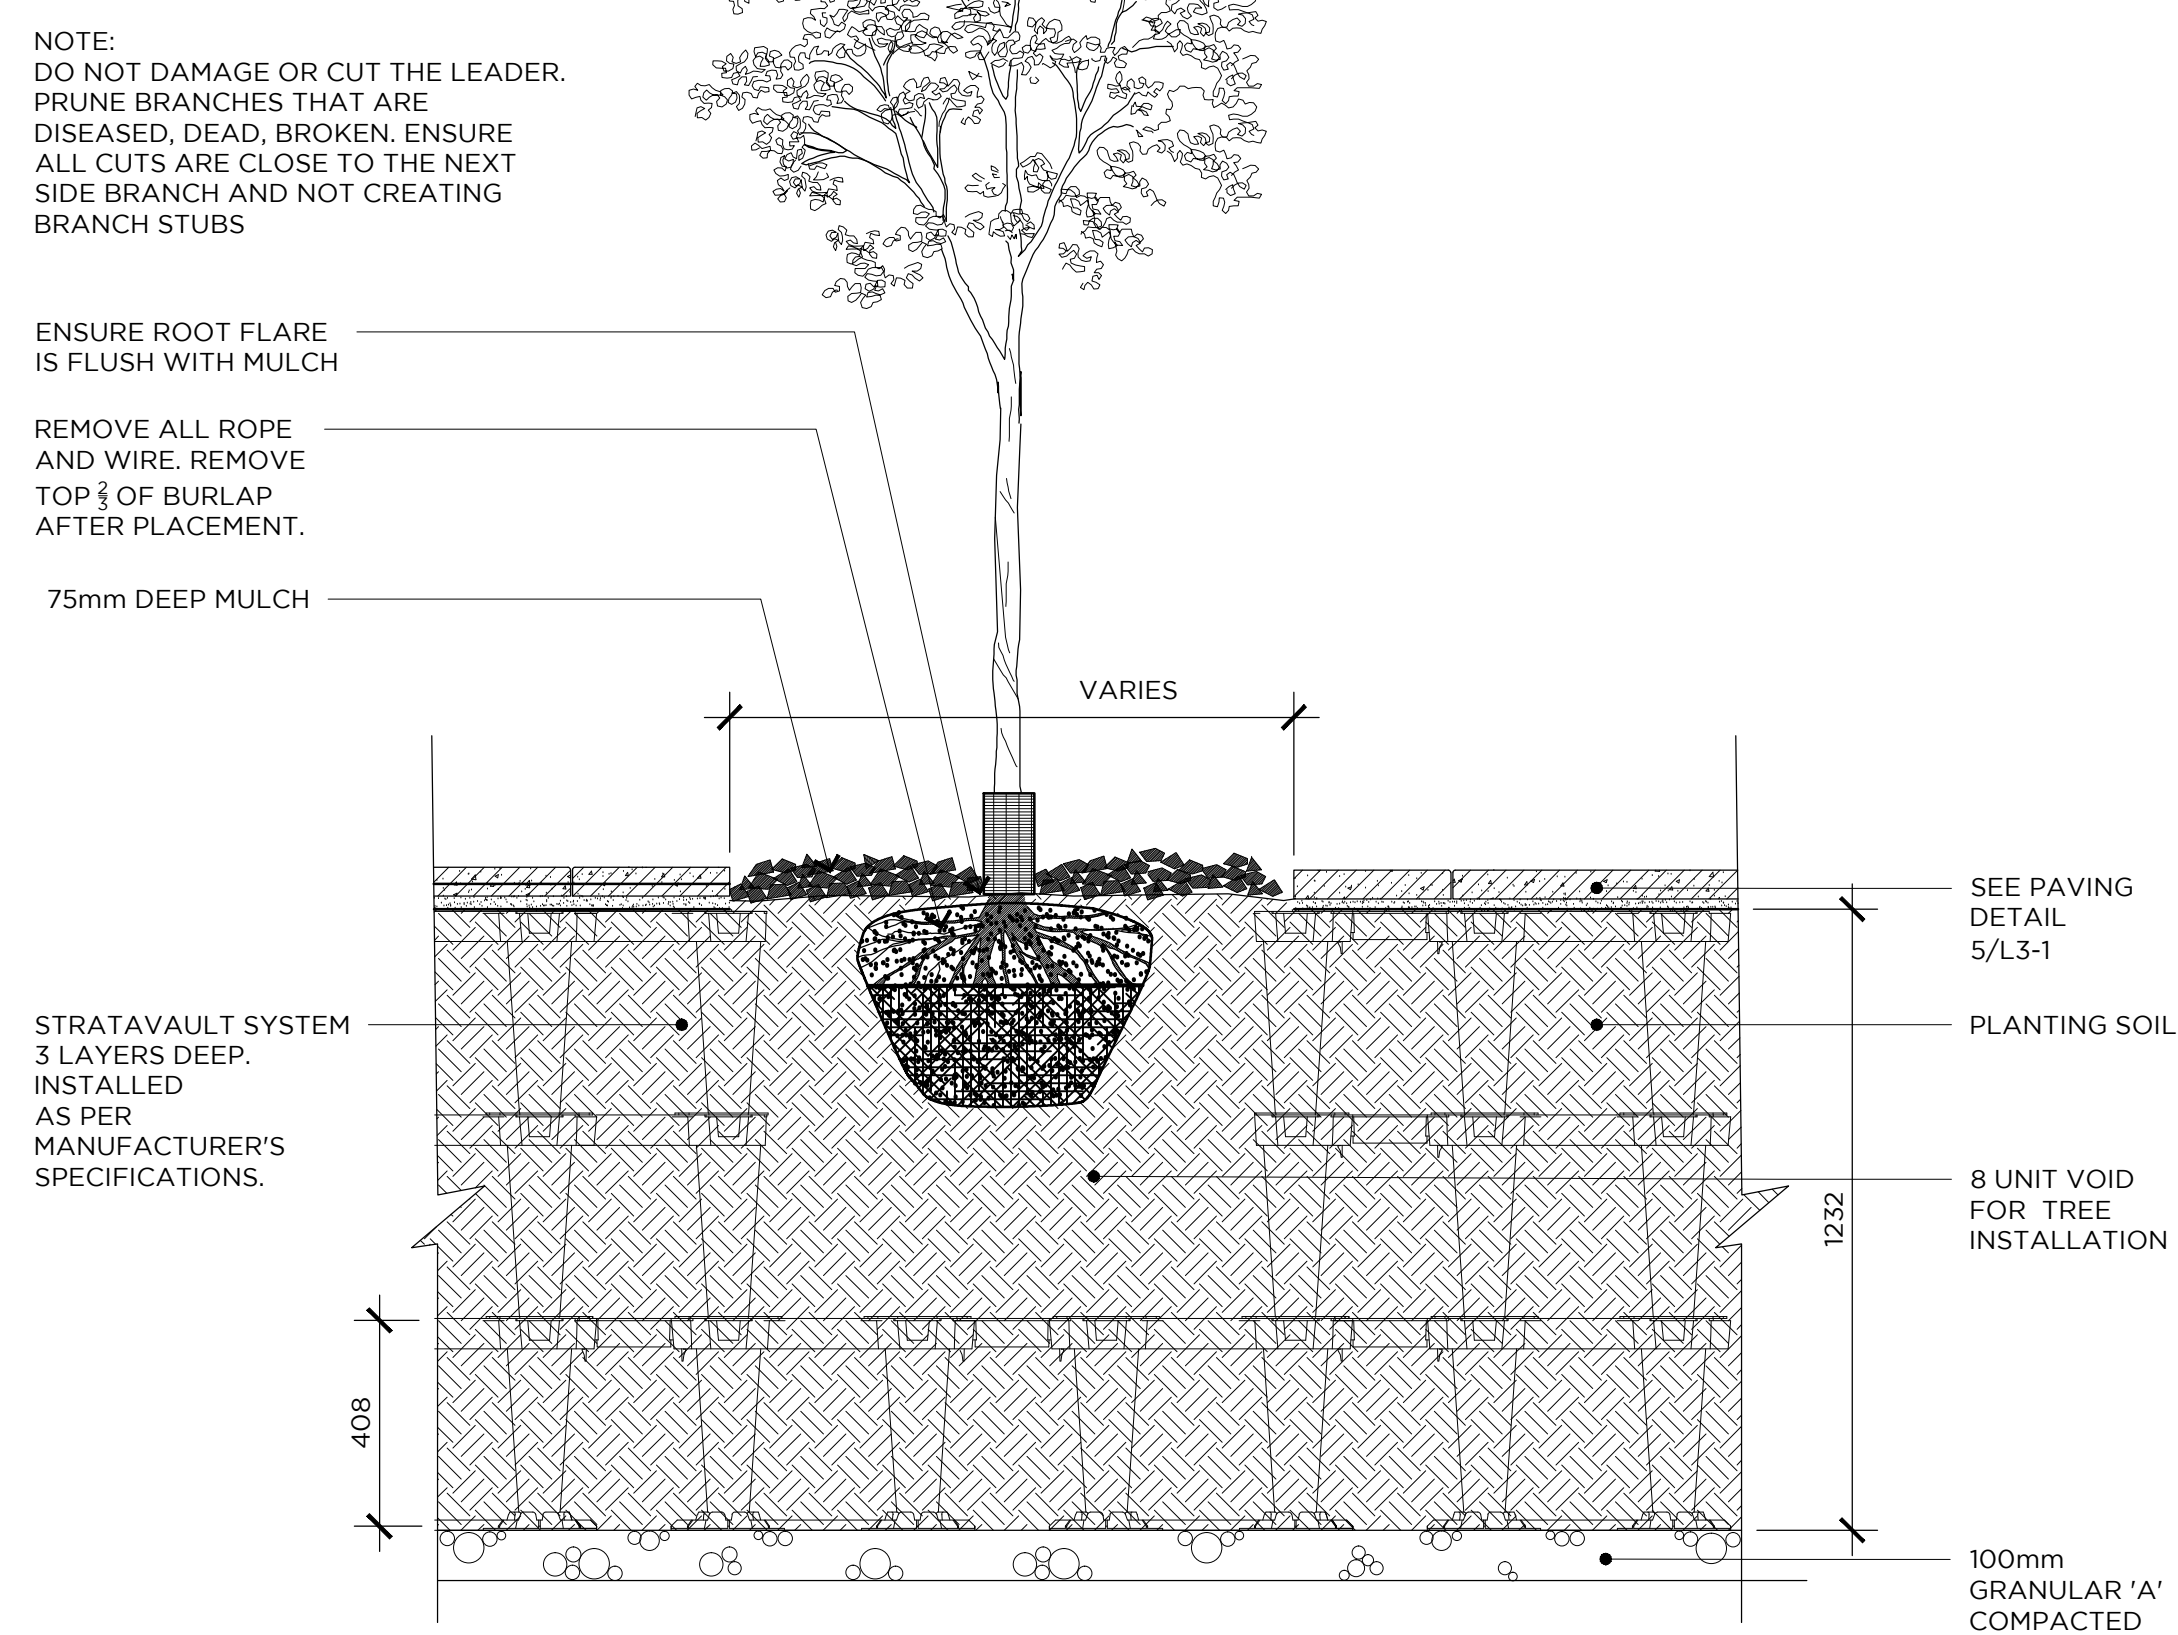 NOTE:
DO NOT DAMAGE OR CUT THE LEADER.
PRUNE BRANCHES THAT ARE
DISEASED, DEAD, BROKEN. ENSURE
ALL CUTS ARE CLOSE TO THE NEXT
SIDE BRANCH AND NOT CREATING
BRANCH STUBS
ENSURE ROOT FLARE
IS FLUSH WITH MULCH
REMOVE ALL ROPE
AND WIRE. REMOVE
TOP 2/3 OF BURLAP
AFTER PLACEMENT.
75mm DEEP MULCH
VARIES
SEE PAVING
DETAIL
5/L3-1
STRATAVAULT SYSTEM
3 LAYERS DEEP.
INSTALLED
AS PER
MANUFACTURER'S
SPECIFICATIONS.
PLANTING SOIL
8 UNIT VOID
FOR TREE
INSTALLATION
1232
408
100mm
GRANULAR 'A'
COMPACTED